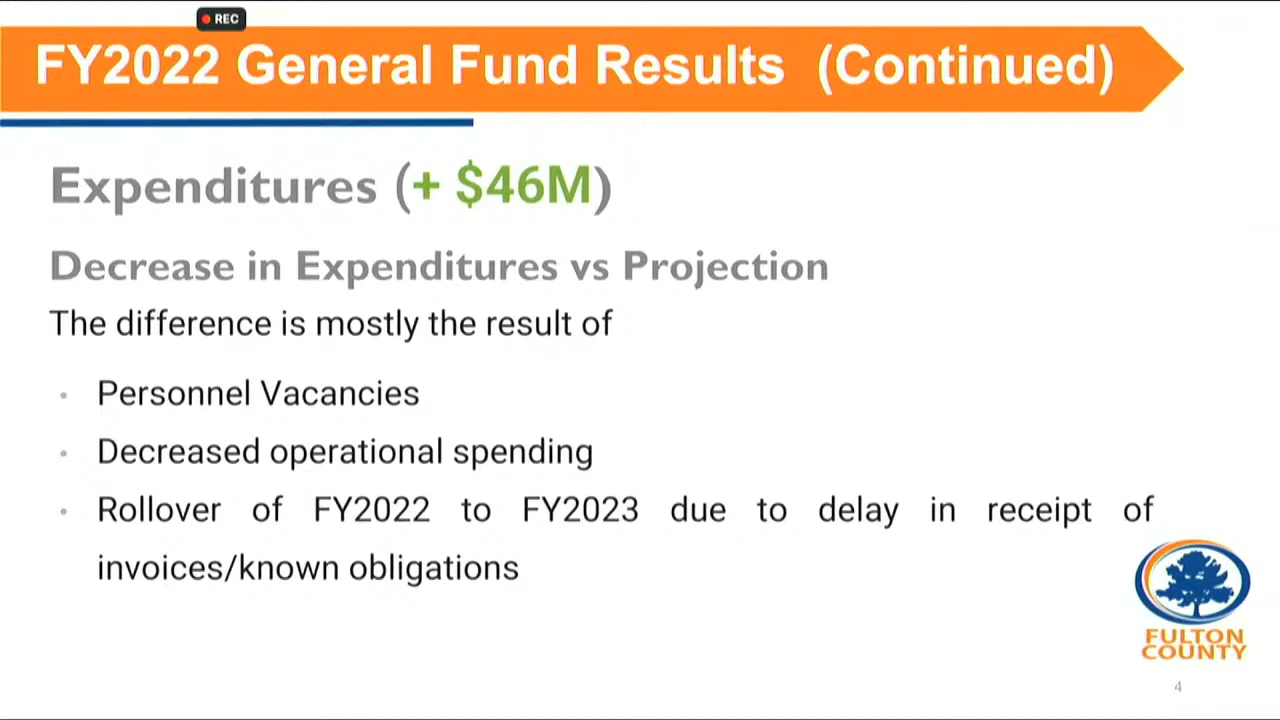 REC
FY2022 General Fund Results (Continued)
Expenditures (+ $46M)
Decrease in Expenditures vs Projection
The difference is mostly the result of
• Personnel Vacancies
• Decreased operational spending
• Rollover of FY2022 to FY2023 due to delay in receipt of
invoices/known obligations
FULTON
COUNTY
4